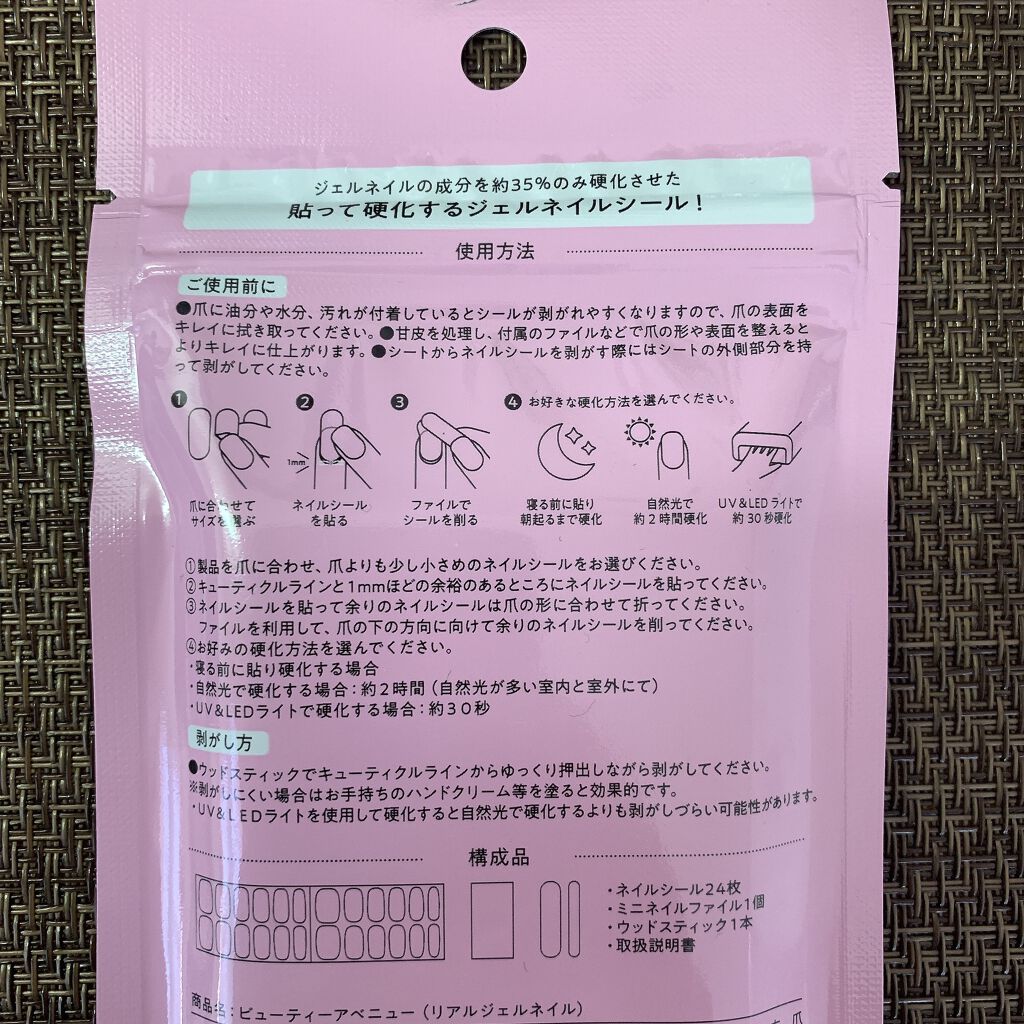 ジェルネイルの成分を約35%のみ硬化させた
貼って硬化するジェルネイルシール！
使用方法
ご使用前に
●爪に油分や水分、汚れが付着しているとシールが剥がれやすくなりますので、爪の表面を
キレイに拭き取ってください。●甘皮を処理し、付属のファイルなどで爪の形や表面を整えると
よりキレイに仕上がります。●シートからネイルシールを剥がす際にはシートの外側部分を持
って剥がしてください。
❶ ❷ ❸ ❹ お好きな硬化方法を選んでください。
1mm
爪に合わせて
サイズを選ぶ
ネイルシール
を貼る
ファイルで
シールを削る
寝る前に貼り
朝起るまで硬化
自然光で
約２時間硬化
UV＆LEDライトで
約30秒硬化
①製品を爪に合わせ、爪よりも少し小さめのネイルシールをお選びください。
②キューティクルラインと1mmほどの余裕のあるところにネイルシールを貼ってください。
③ネイルシールを貼って余りのネイルシールは爪の形に合わせて折ってください。
ファイルを利用して、爪の下の方向に向けて余りのネイルシールを削ってください。
④お好みの硬化方法を選んでください。
・寝る前に貼り硬化する場合
・自然光で硬化する場合：約２時間（自然光が多い室内と室外にて）
・UV＆LEDライトで硬化する場合：約３０秒
剥がし方
●ウッドスティックでキューティクルラインからゆっくり押出しながら剥がしてください。
※剥がしにくい場合はお手持ちのハンドクリーム等を塗ると効果的です。
・UV＆LEDライトを使用して硬化すると自然光で硬化するよりも剥がしづらい可能性があります。
構成品
・ネイルシール24枚
・ミニネイルファイル1個
・ウッドスティック1本
・取扱説明書
商品名：ビューティーアベニュー（リアルジェルネイル）